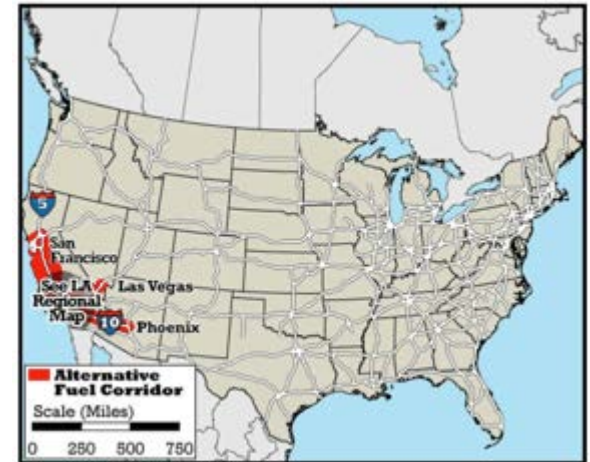 5
San
Francisco
See LA
Regional
Map
Las Vegas
10
Phoenix
Alternative
Fuel Corridor
Scale (Miles)
0 250 500 750